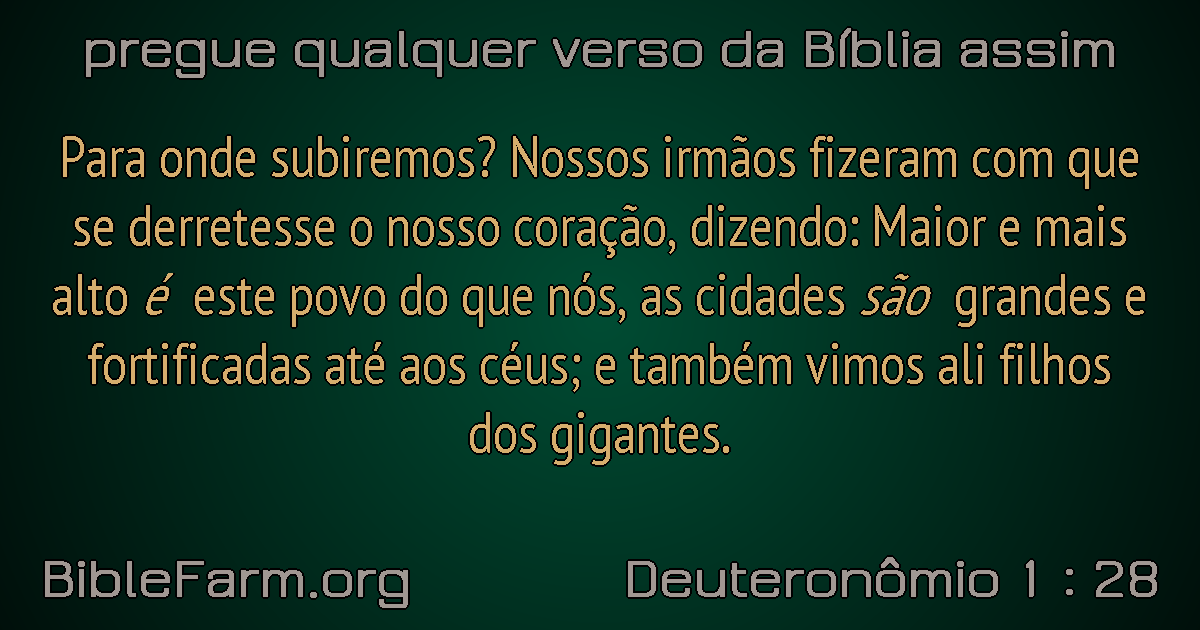 pregue qualquer verso da Bíblia assim
Para onde subiremos? Nossos irmãos fizeram com que
se derretesse o nosso coração, dizendo: Maior e mais
alto é este povo do que nós, as cidades são grandes e
fortificadas até aos céus; e também vimos ali filhos
dos gigantes.
BibleFarm.org
Deuteronômio 1 : 28